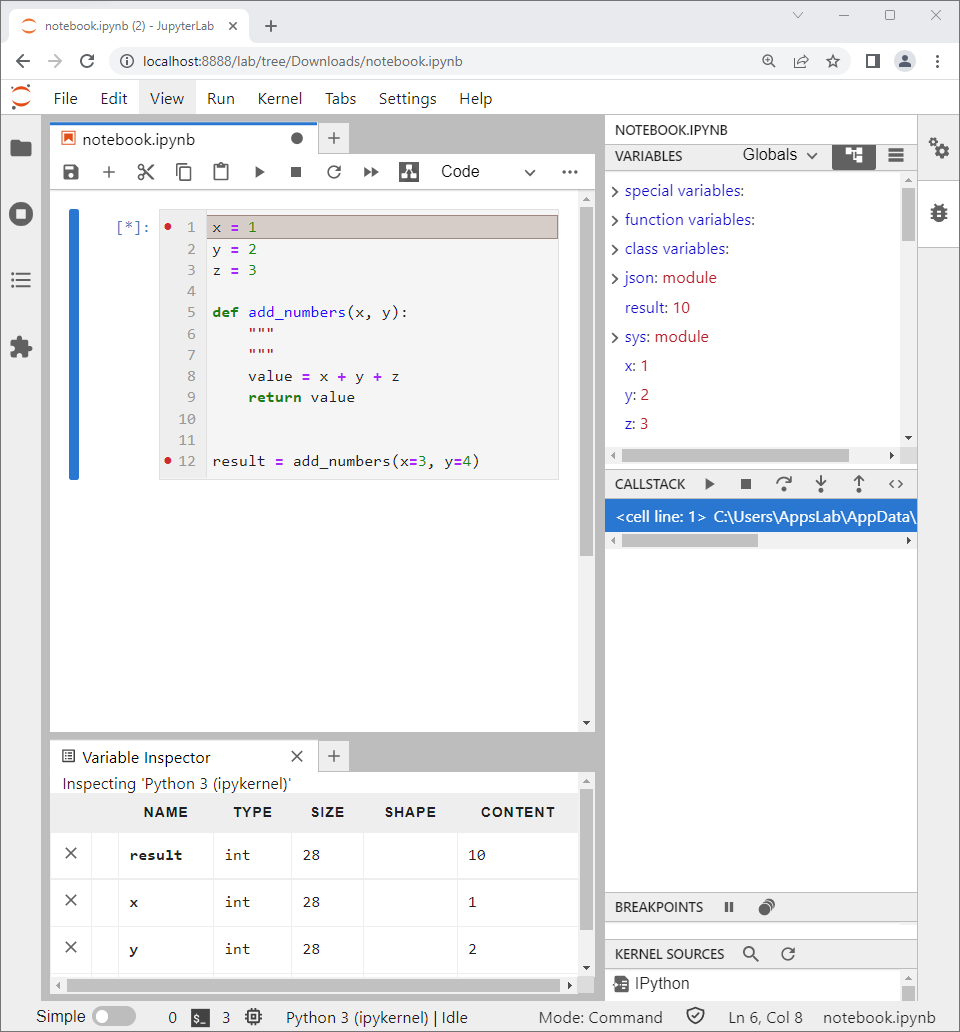 notebook.ipynb (2) - JupyterLab
localhost:8888/lab/tree/Downloads/notebook.ipynb
File Edit View Run Kernel Tabs Settings Help
notebook.ipynb
Code
[*]:
1 x = 1
2 y = 2
3 z = 3
4
5 def add_numbers(x, y):
6 """
7 """
8 value = x + y + z
9 return value
10
11
12 result = add_numbers(x=3, y=4)
NOTEBOOK.IPYNB
VARIABLES Globals
special variables:
function variables:
class variables:
json: module
result: 10
sys: module
x: 1
y: 2
z: 3
CALLSTACK
<cell line: 1> C:\Users\AppsLab\AppData\
BREAKPOINTS
KERNEL SOURCES
IPython
Variable Inspector
Inspecting 'Python 3 (ipykernel)'
NAME TYPE SIZE SHAPE CONTENT
result int 28 10
x int 28 1
y int 28 2
Simple 0 $_ 3 Python 3 (ipykernel) | Idle Mode: Command Ln 6, Col 8 notebook.ipynb